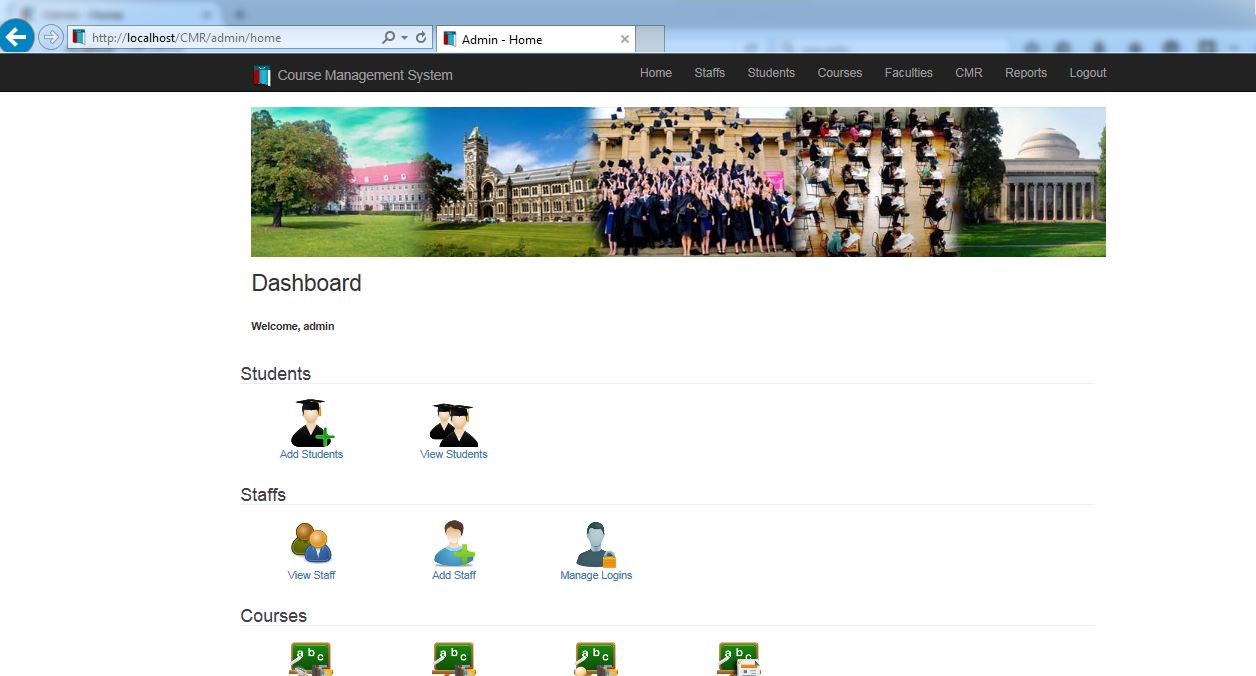 http://localhost/CMR/admin/home
Admin - Home
Course Management System
Home Staffs Students Courses Faculties CMR Reports Logout
Dashboard
Welcome, admin
Students
Add Students View Students
Staffs
View Staff Add Staff Manage Logins
Courses
a b c a b c a b c a b c